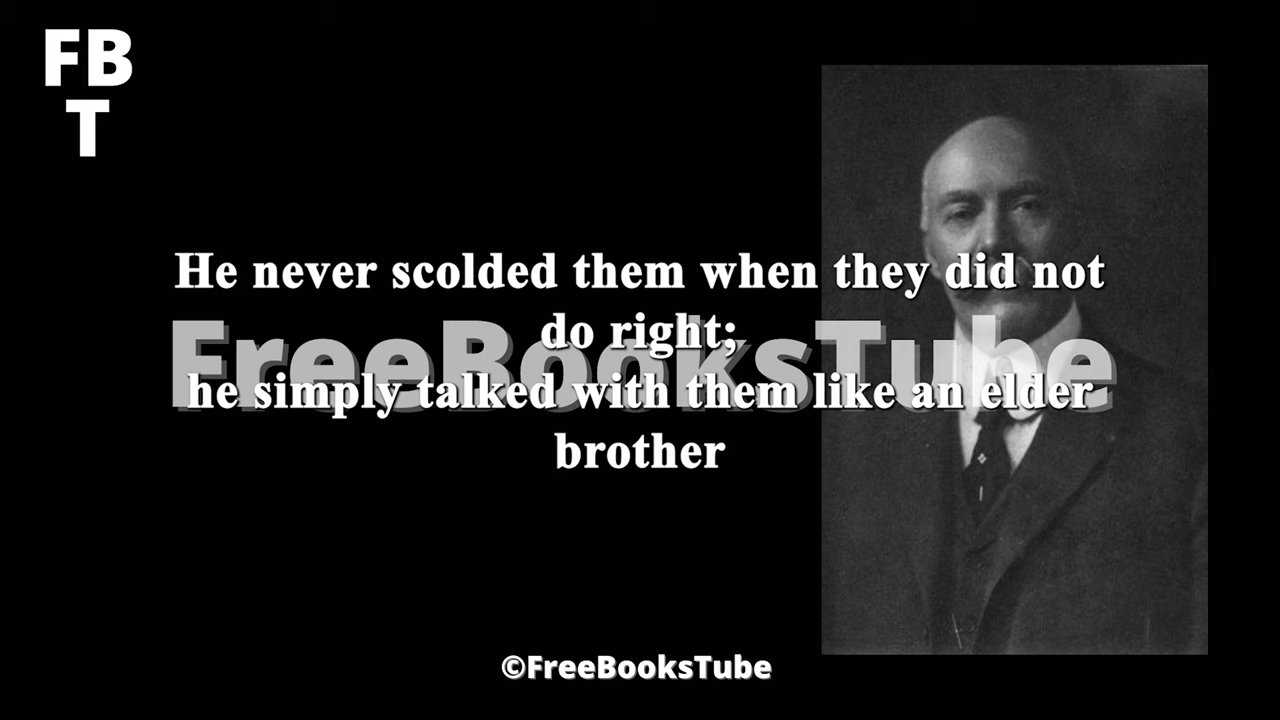 FB
T
He never scolded them when they did not
do right;
FreeBooksTube
he simply talked with them like an elder
brother
©FreeBooksTube